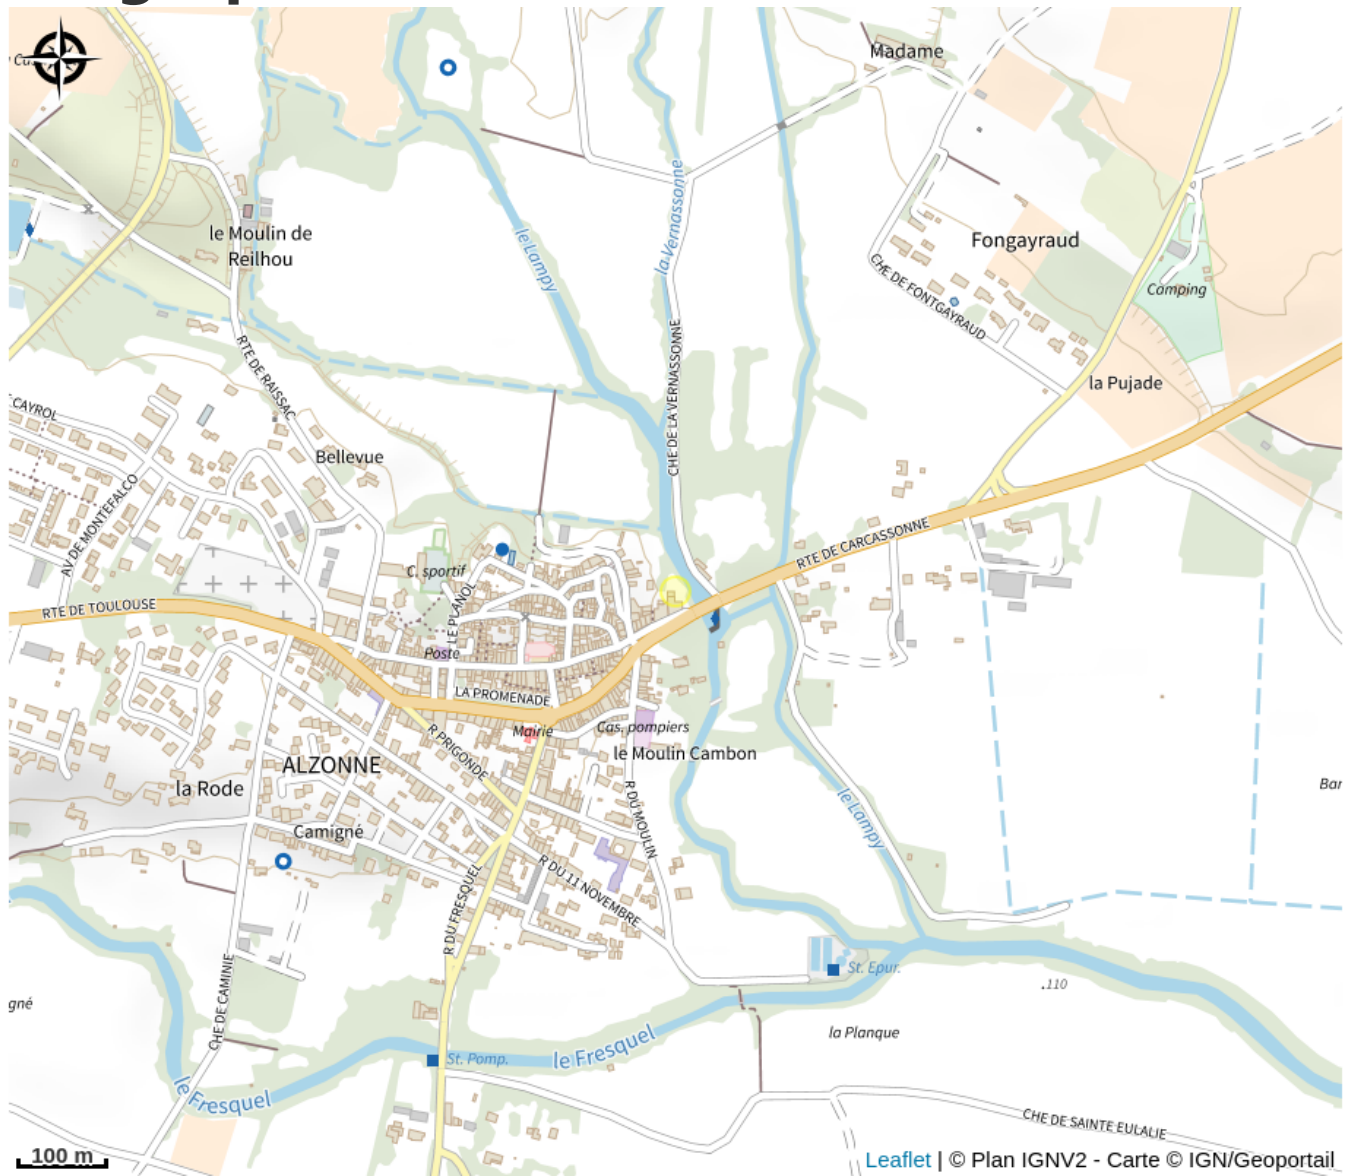 Madame
le Moulin de
Reilhou
le Lampy
la Vernassonne
Fongayraud
CHE DE FONTGAYRAUD
Camping
CHE DE LA VERNASSONNE
RTE DE RAISSAC
la Pujade
CAYROL
Bellevue
AV DE MONTEFALCO
C. sportif
RTE DE CARCASSONNE
RTE DE TOULOUSE
LE PLANOL
Poste
LA PROMENADE
Mairie
Cas. pompiers
le Moulin Cambon
R PRIGONDE
ALZONNE
la Rode
R DU MOULIN
le Lampy
Bar
Camigné
R DU 11 NOVEMBRE
R DU FRESQUEL
St. Epur.
CHE DE CAMINIE
gné
.110
la Planque
le Fresquel
St. Pomp.
le Fresquel
CHE DE SAINTE EULALIE
100 m
Leaflet | © Plan IGNV2 - Carte © IGN/Geoportail